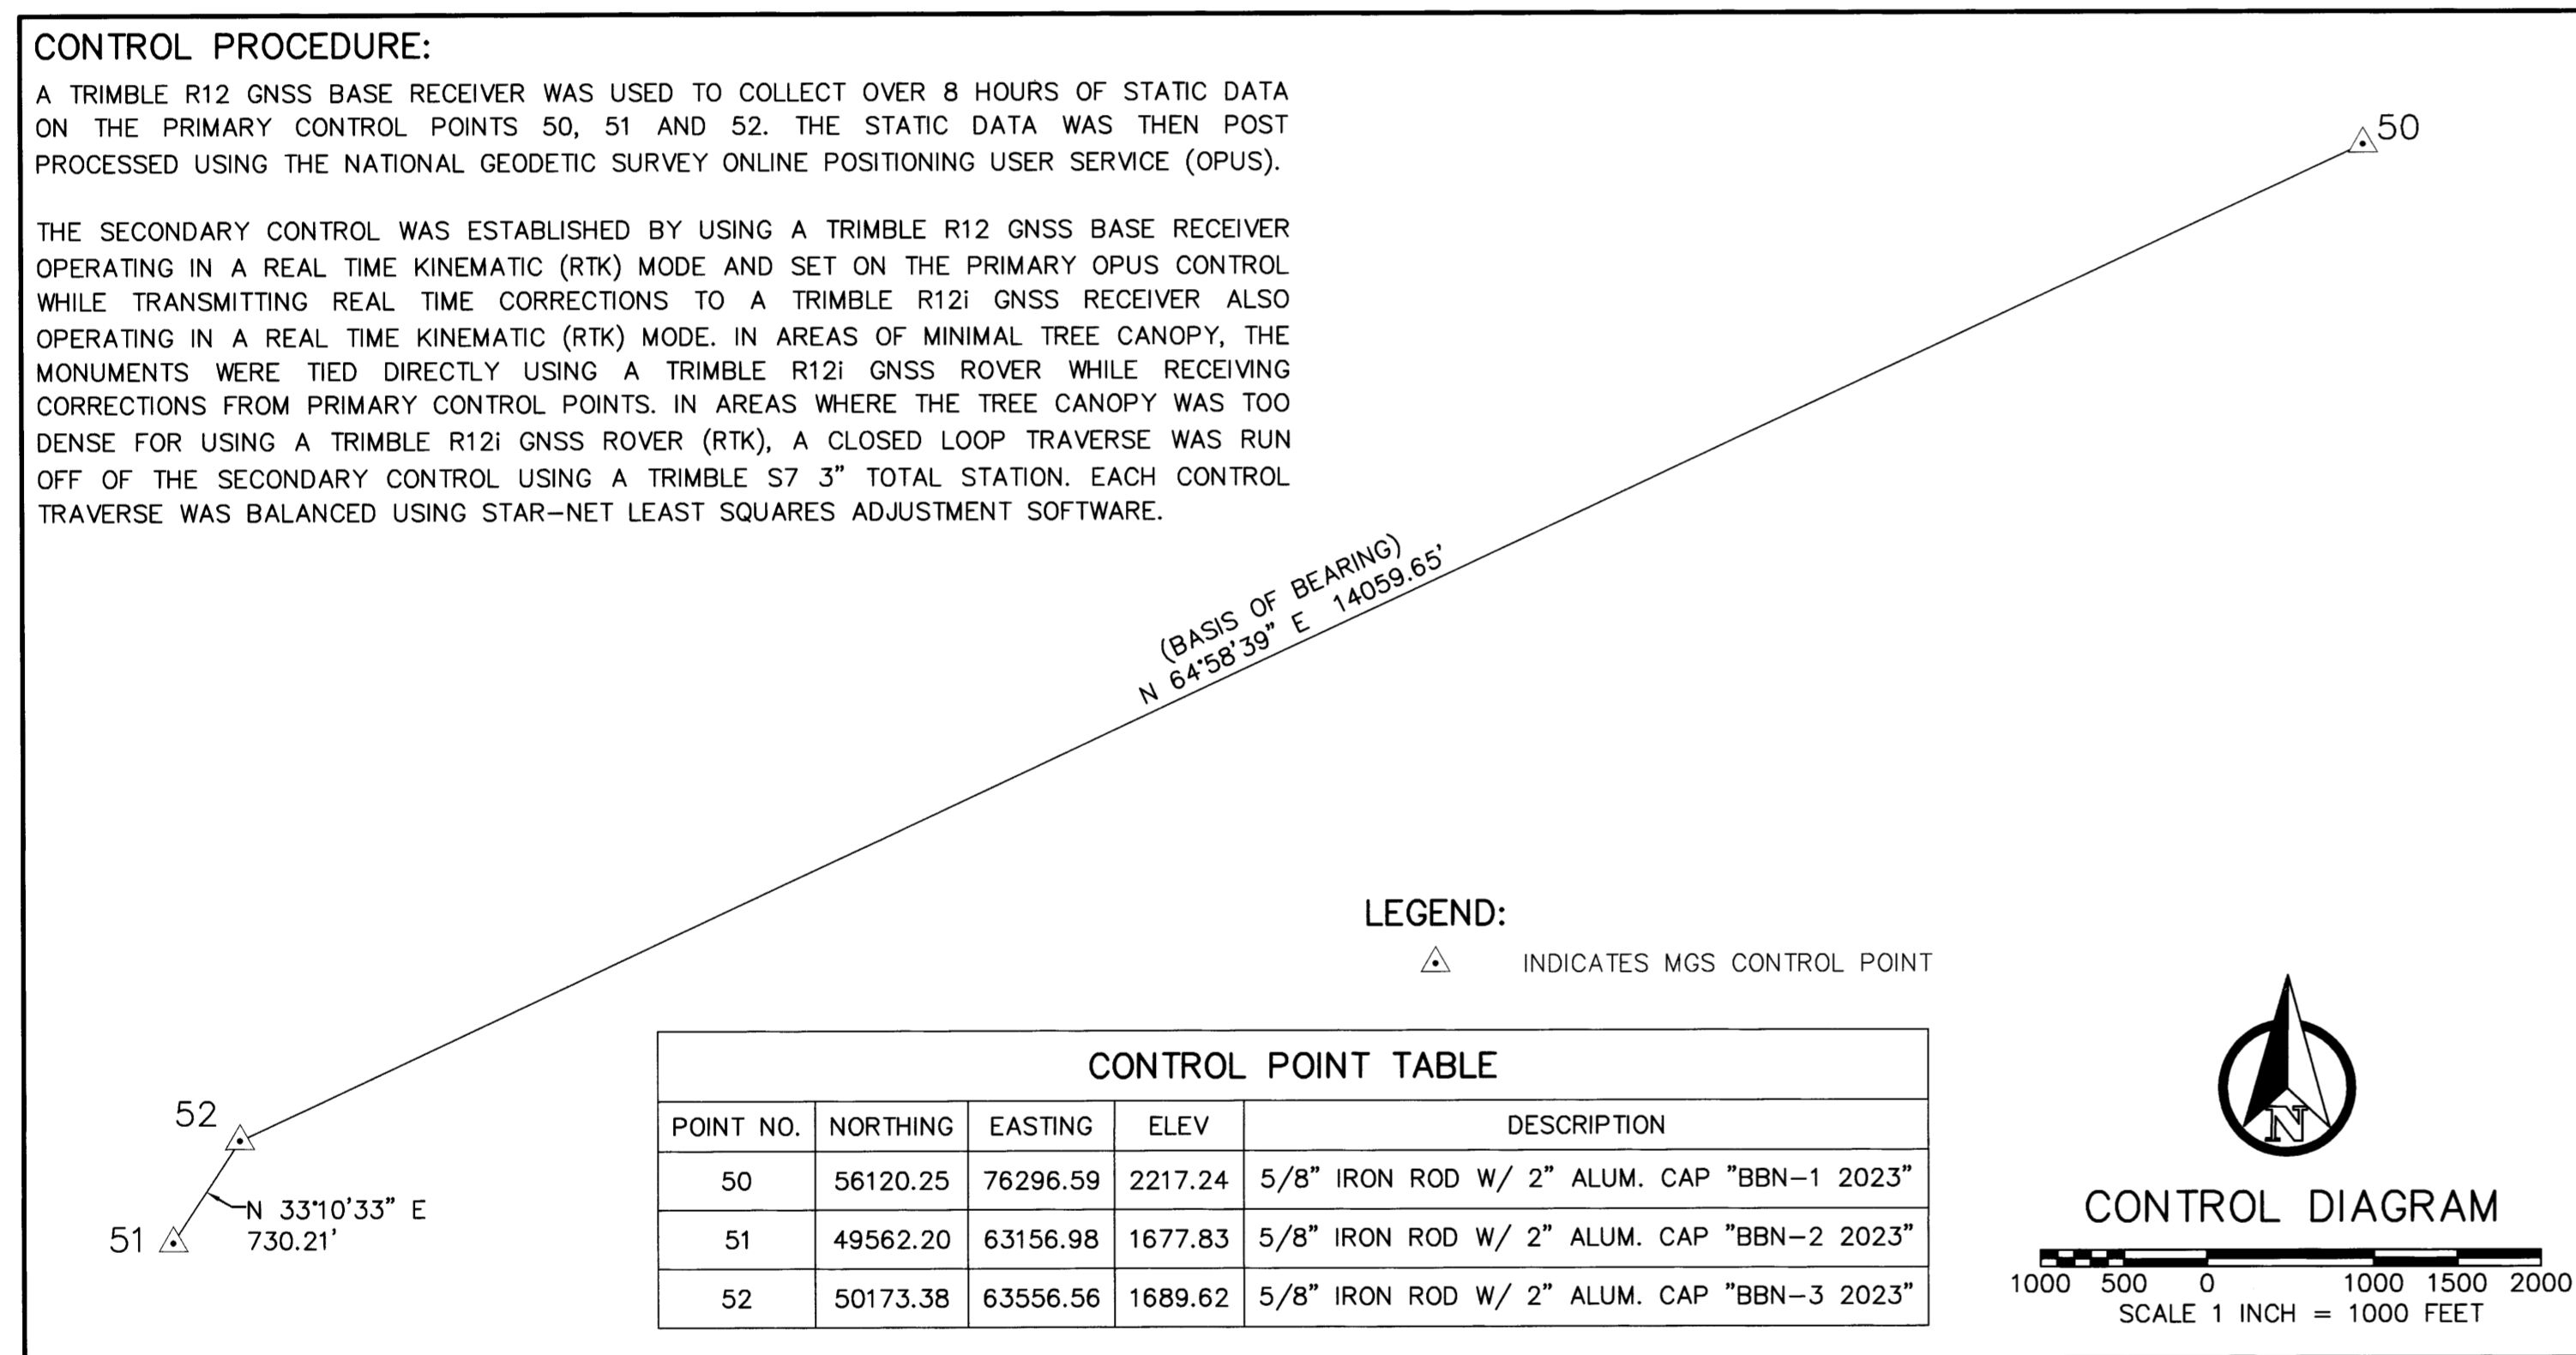 CONTROL PROCEDURE:
A TRIMBLE R12 GNSS BASE RECEIVER WAS USED TO COLLECT OVER 8 HOURS OF STATIC DATA
ON THE PRIMARY CONTROL POINTS 50, 51 AND 52. THE STATIC DATA WAS THEN POST
PROCESSED USING THE NATIONAL GEODETIC SURVEY ONLINE POSITIONING USER SERVICE (OPUS).
THE SECONDARY CONTROL WAS ESTABLISHED BY USING A TRIMBLE R12 GNSS BASE RECEIVER
OPERATING IN A REAL TIME KINEMATIC (RTK) MODE AND SET ON THE PRIMARY OPUS CONTROL
WHILE TRANSMITTING REAL TIME CORRECTIONS TO A TRIMBLE R12i GNSS RECEIVER ALSO
OPERATING IN A REAL TIME KINEMATIC (RTK) MODE. IN AREAS OF MINIMAL TREE CANOPY, THE
MONUMENTS WERE TIED DIRECTLY USING A TRIMBLE R12i GNSS ROVER WHILE RECEIVING
CORRECTIONS FROM PRIMARY CONTROL POINTS. IN AREAS WHERE THE TREE CANOPY WAS TOO
DENSE FOR USING A TRIMBLE R12i GNSS ROVER (RTK), A CLOSED LOOP TRAVERSE WAS RUN
OFF OF THE SECONDARY CONTROL USING A TRIMBLE S7 3" TOTAL STATION. EACH CONTROL
TRAVERSE WAS BALANCED USING STAR-NET LEAST SQUARES ADJUSTMENT SOFTWARE.
50
(BASIS OF BEARING)
N 64°58'39" E 14059.65'
52
51
N 33°10'33" E
730.21'
LEGEND:
INDICATES MGS CONTROL POINT
CONTROL POINT TABLE
POINT NO. NORTHING EASTING ELEV DESCRIPTION
50 56120.25 76296.59 2217.24 5/8" IRON ROD W/ 2" ALUM. CAP "BBN-1 2023"
51 49562.20 63156.98 1677.83 5/8" IRON ROD W/ 2" ALUM. CAP "BBN-2 2023"
52 50173.38 63556.56 1689.62 5/8" IRON ROD W/ 2" ALUM. CAP "BBN-3 2023"
N
CONTROL DIAGRAM
1000 500 0 1000 1500 2000
SCALE 1 INCH = 1000 FEET